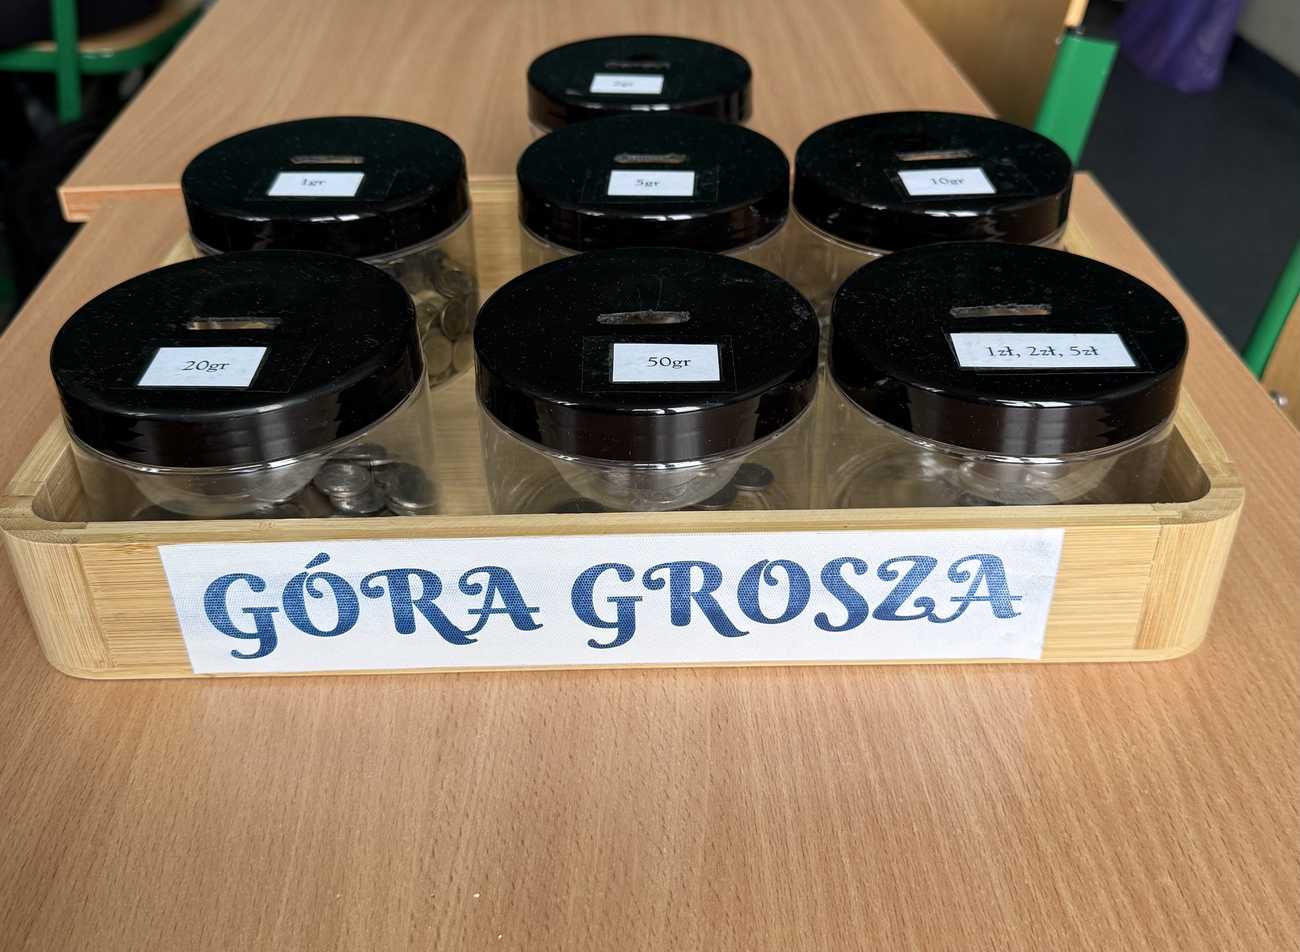 2gr
1gr
5gr
10gr
20gr
50gr
1zł, 2zł, 5zł
GÓRA GROSZA